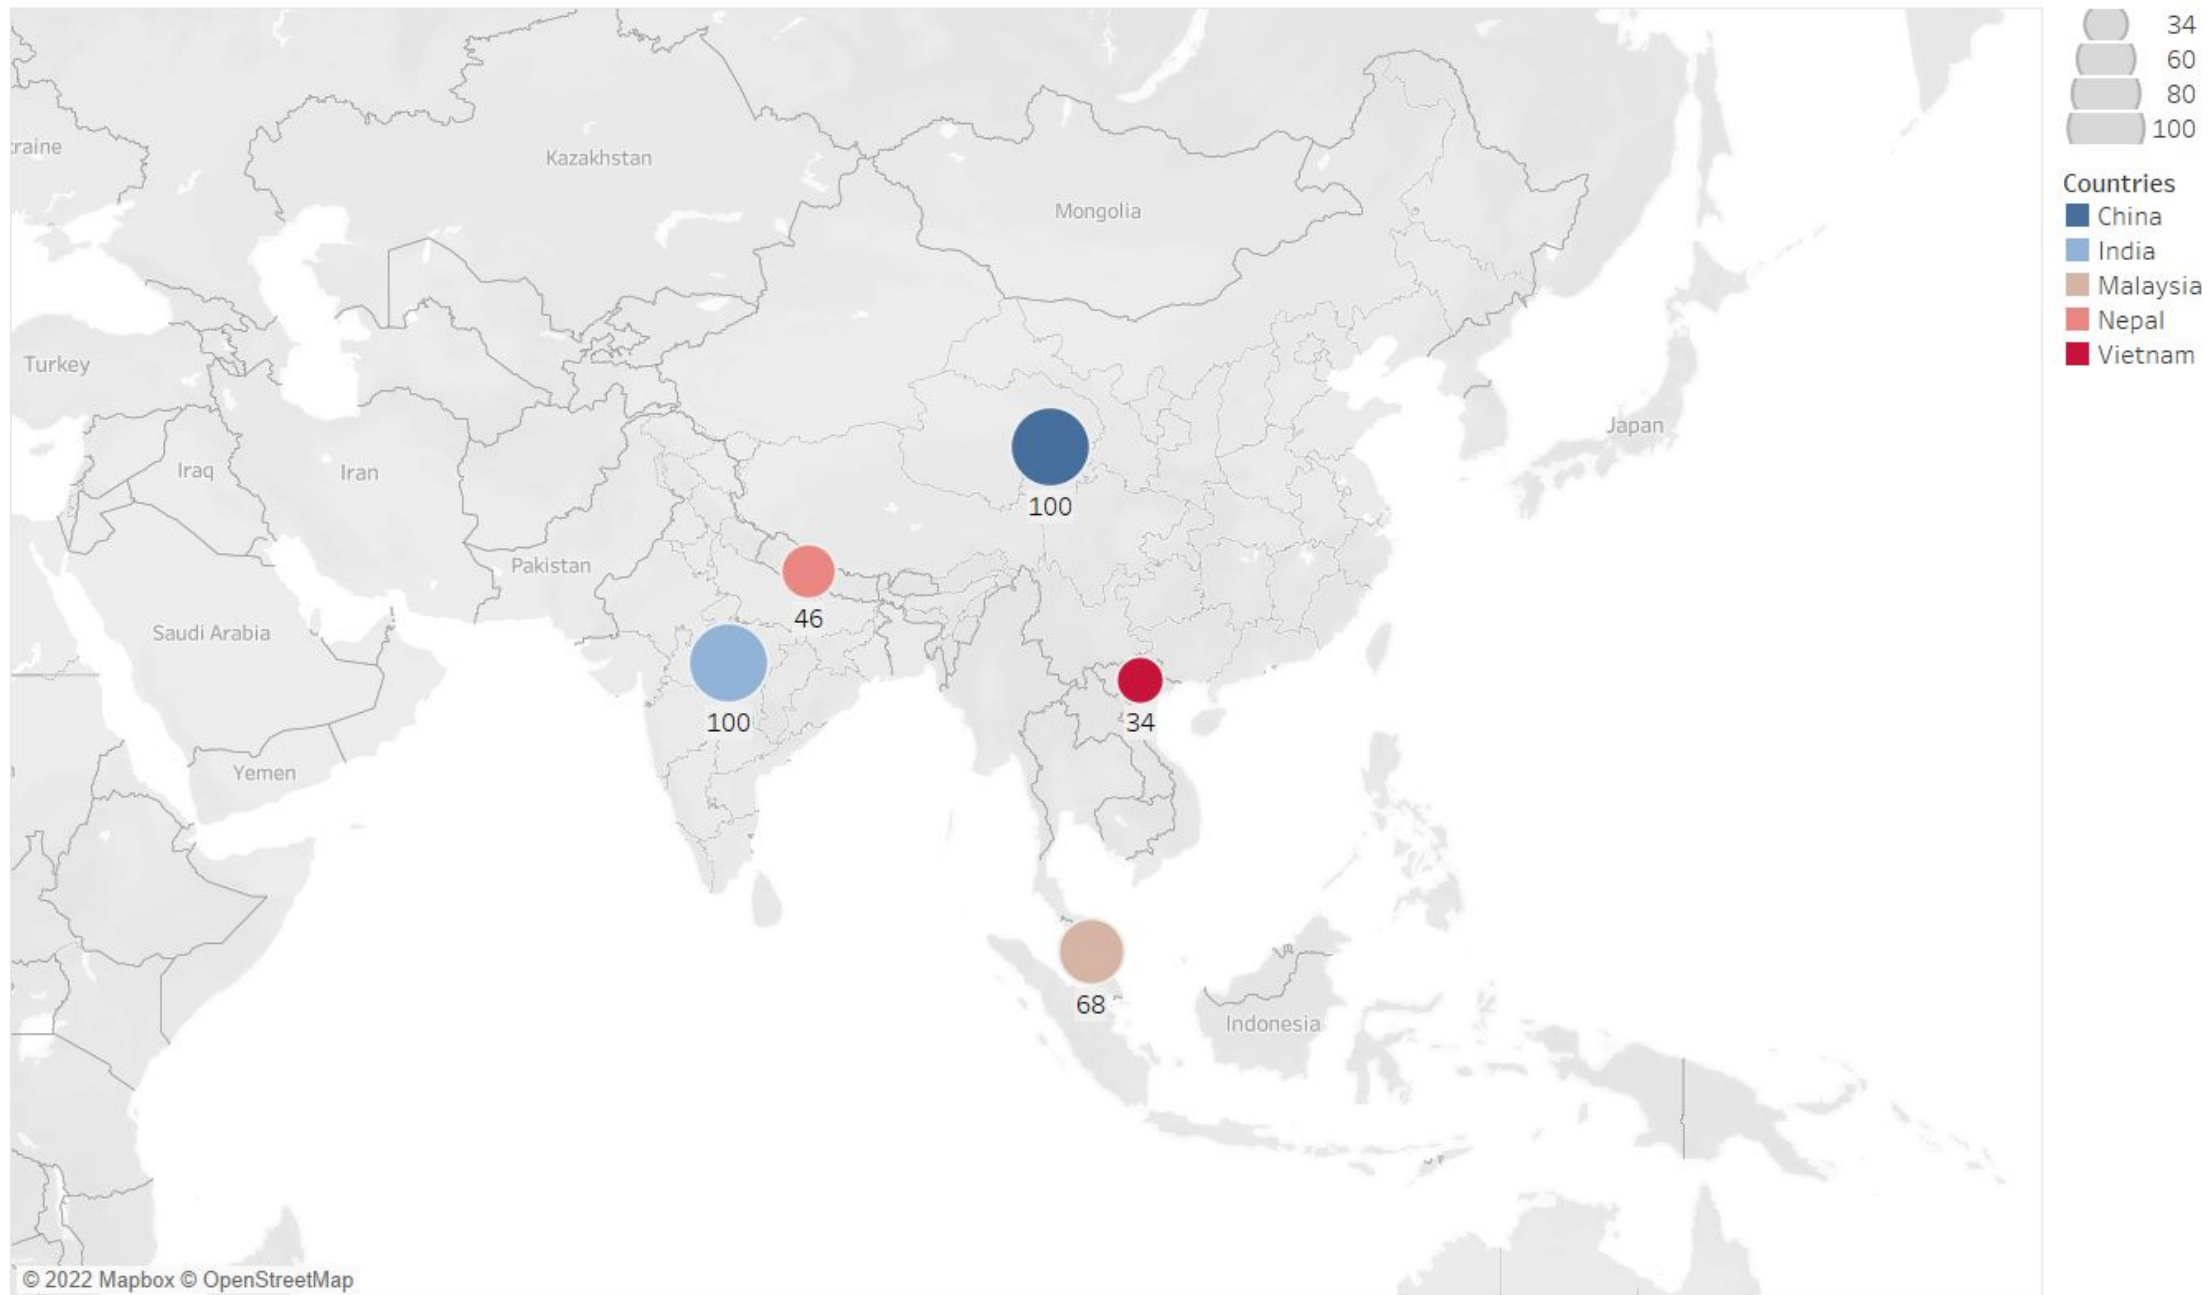 34
60
80
100
Countries
China
India
Malaysia
Nepal
Vietnam
raine
Kazakhstan
Mongolia
Turkey
Japan
Iraq
Iran
100
Pakistan
46
Saudi Arabia
100
34
Yemen
68
Indonesia
© 2022 Mapbox © OpenStreetMap